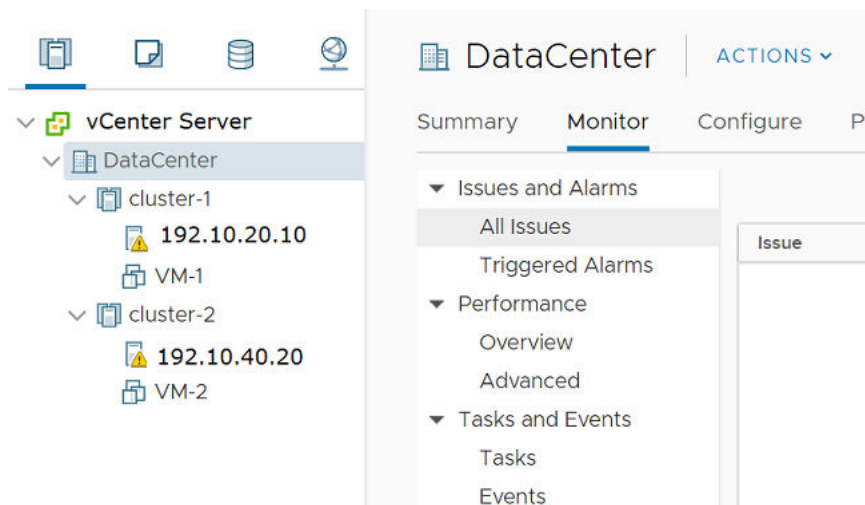 DataCenter
ACTIONS
vCenter Server
DataCenter
cluster-1
192.10.20.10
VM-1
cluster-2
192.10.40.20
VM-2
Summary Monitor Configure P
Issues and Alarms
All Issues
Triggered Alarms
Performance
Overview
Advanced
Tasks and Events
Tasks
Events
Issue